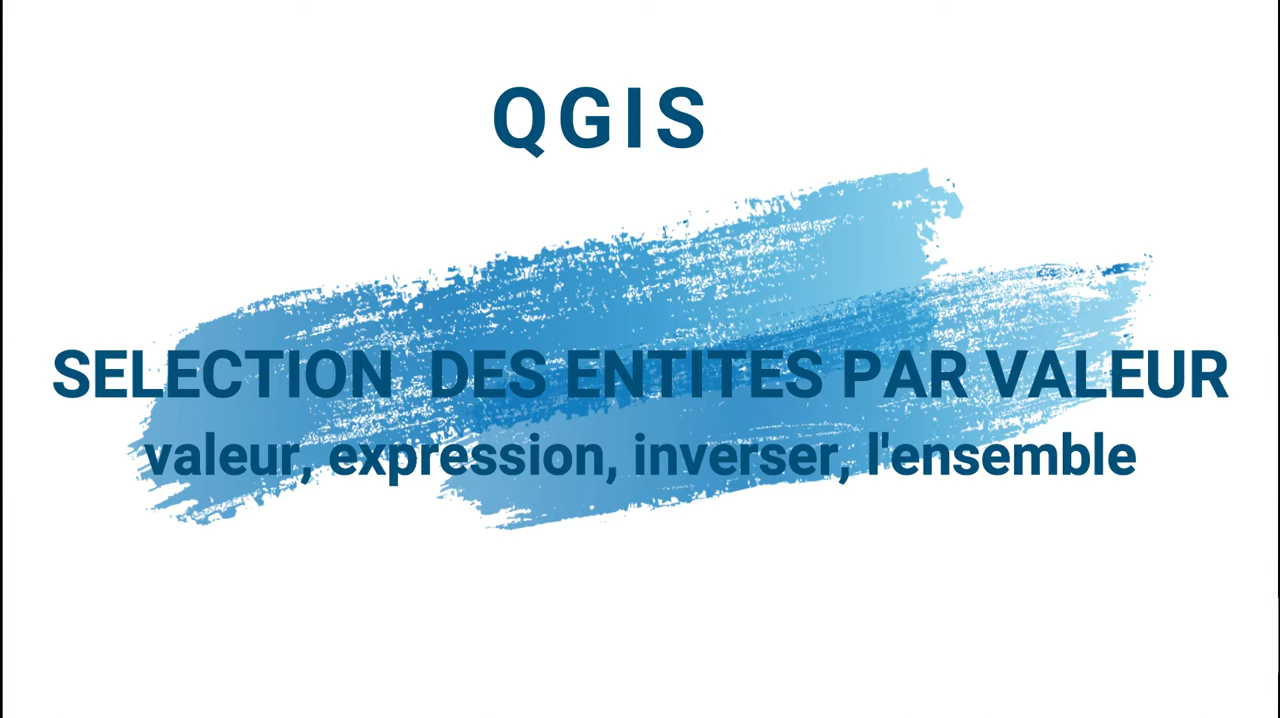 QGIS
SELECTION DES ENTITES PAR VALEUR
valeur, expression, inverser, l'ensemble